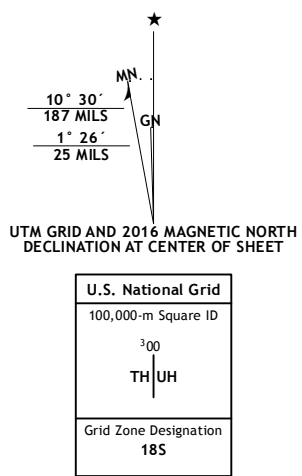 ★
MN
GN
10° 30´
187 MILS
1° 26´
25 MILS
UTM GRID AND 2016 MAGNETIC NORTH
DECLINATION AT CENTER OF SHEET
U.S. National Grid
100,000-m Square ID
³00
TH UH
Grid Zone Designation
18S